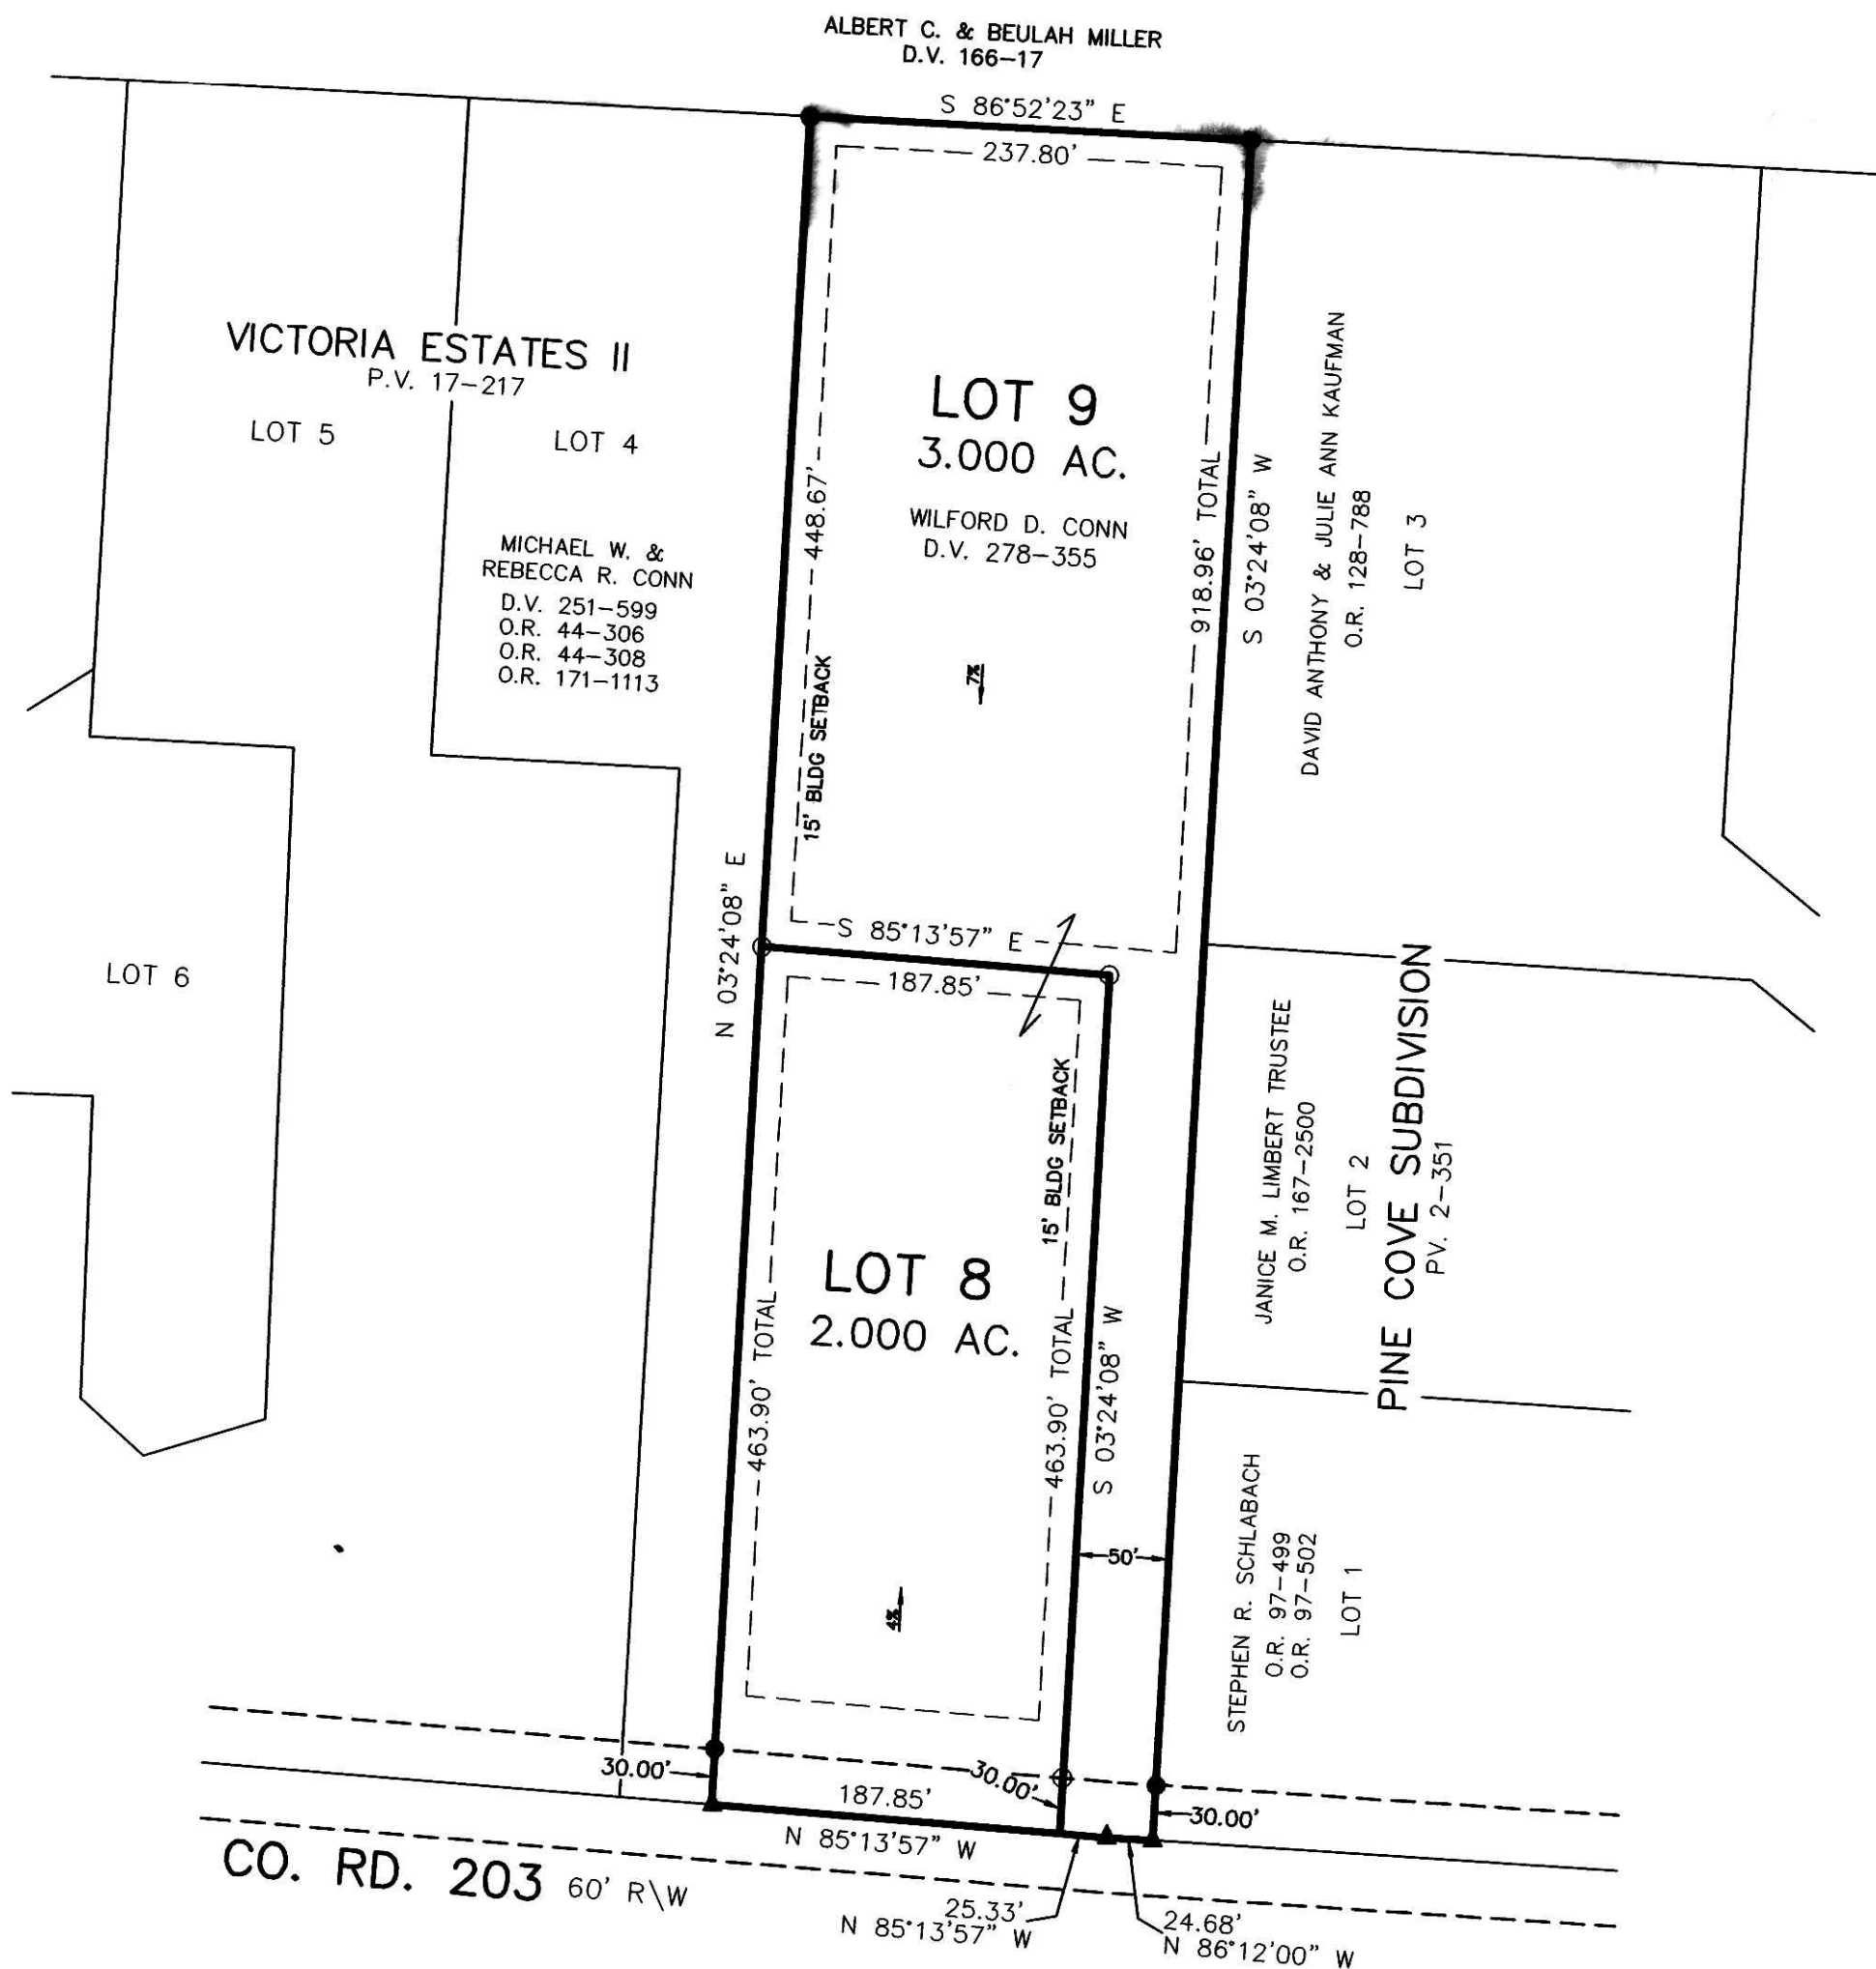 ALBERT C. & BEULAH MILLER
D.V. 166-17
S 86°52'23" E
237.80'
VICTORIA ESTATES II
P.V. 17-217
LOT 5
LOT 4
MICHAEL W. &
REBECCA R. CONN
D.V. 251-599
O.R. 44-306
O.R. 44-308
O.R. 171-1113
LOT 6
LOT 9
3.000 AC.
WILFORD D. CONN
D.V. 278-355
448.67'
15' BLDG SETBACK
7%
918.96' TOTAL
S 03°24'08" W
DAVID ANTHONY & JULIE ANN KAUFMAN
O.R. 128-788
LOT 3
N 03°24'08" E
S 85°13'57" E
187.85'
15' BLDG SETBACK
LOT 8
2.000 AC.
463.90' TOTAL
463.90' TOTAL
S 03°24'08" W
4%
50'
JANICE M. LIMBERT TRUSTEE
O.R. 167-2500
LOT 2
PINE COVE SUBDIVISION
PV. 2-351
STEPHEN R. SCHLABACH
O.R. 97-499
O.R. 97-502
LOT 1
30.00'
187.85'
30.00'
30.00'
N 85°13'57" W
CO. RD. 203 60' R\W
25.33'
N 85°13'57" W
24.68'
N 86°12'00" W